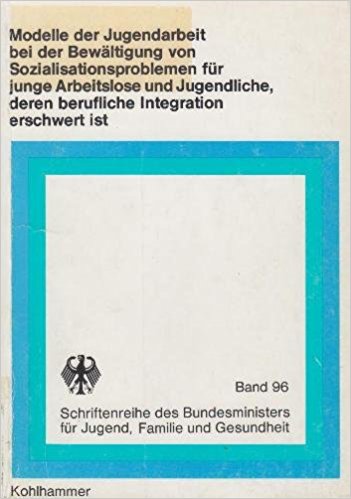 Modelle der Jugendarbeit
bei der Bewältigung von
Sozialisationsproblemen für
junge Arbeitslose und Jugendliche,
deren berufliche Integration
erschwert ist
Band 96
Schriftenreihe des Bundesministers
für Jugend, Familie und Gesundheit
Kohlhammer